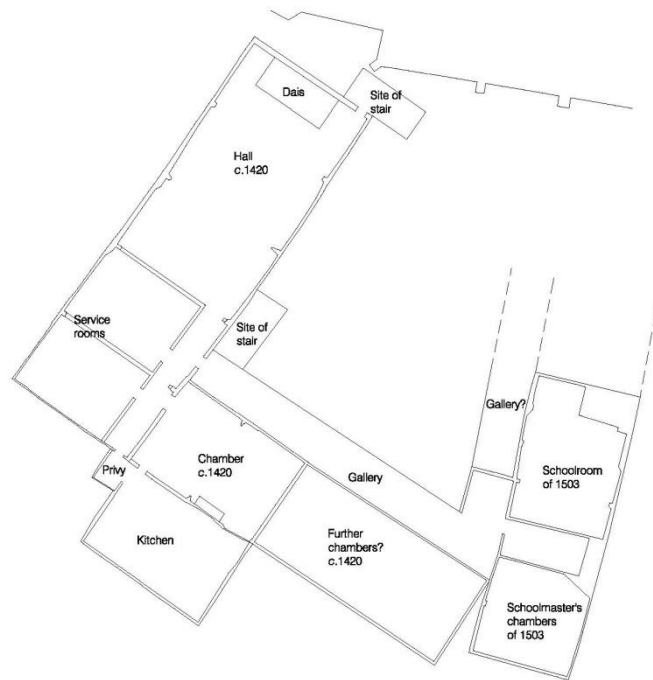 Dais
Site of
stair
Hall
c.1420
Service
rooms
Site of
stair
Gallery?
Chamber
c.1420
Privy
Gallery
Schoolroom
of 1503
Kitchen
Further
chambers?
c.1420
Schoolmaster's
chambers
of 1503